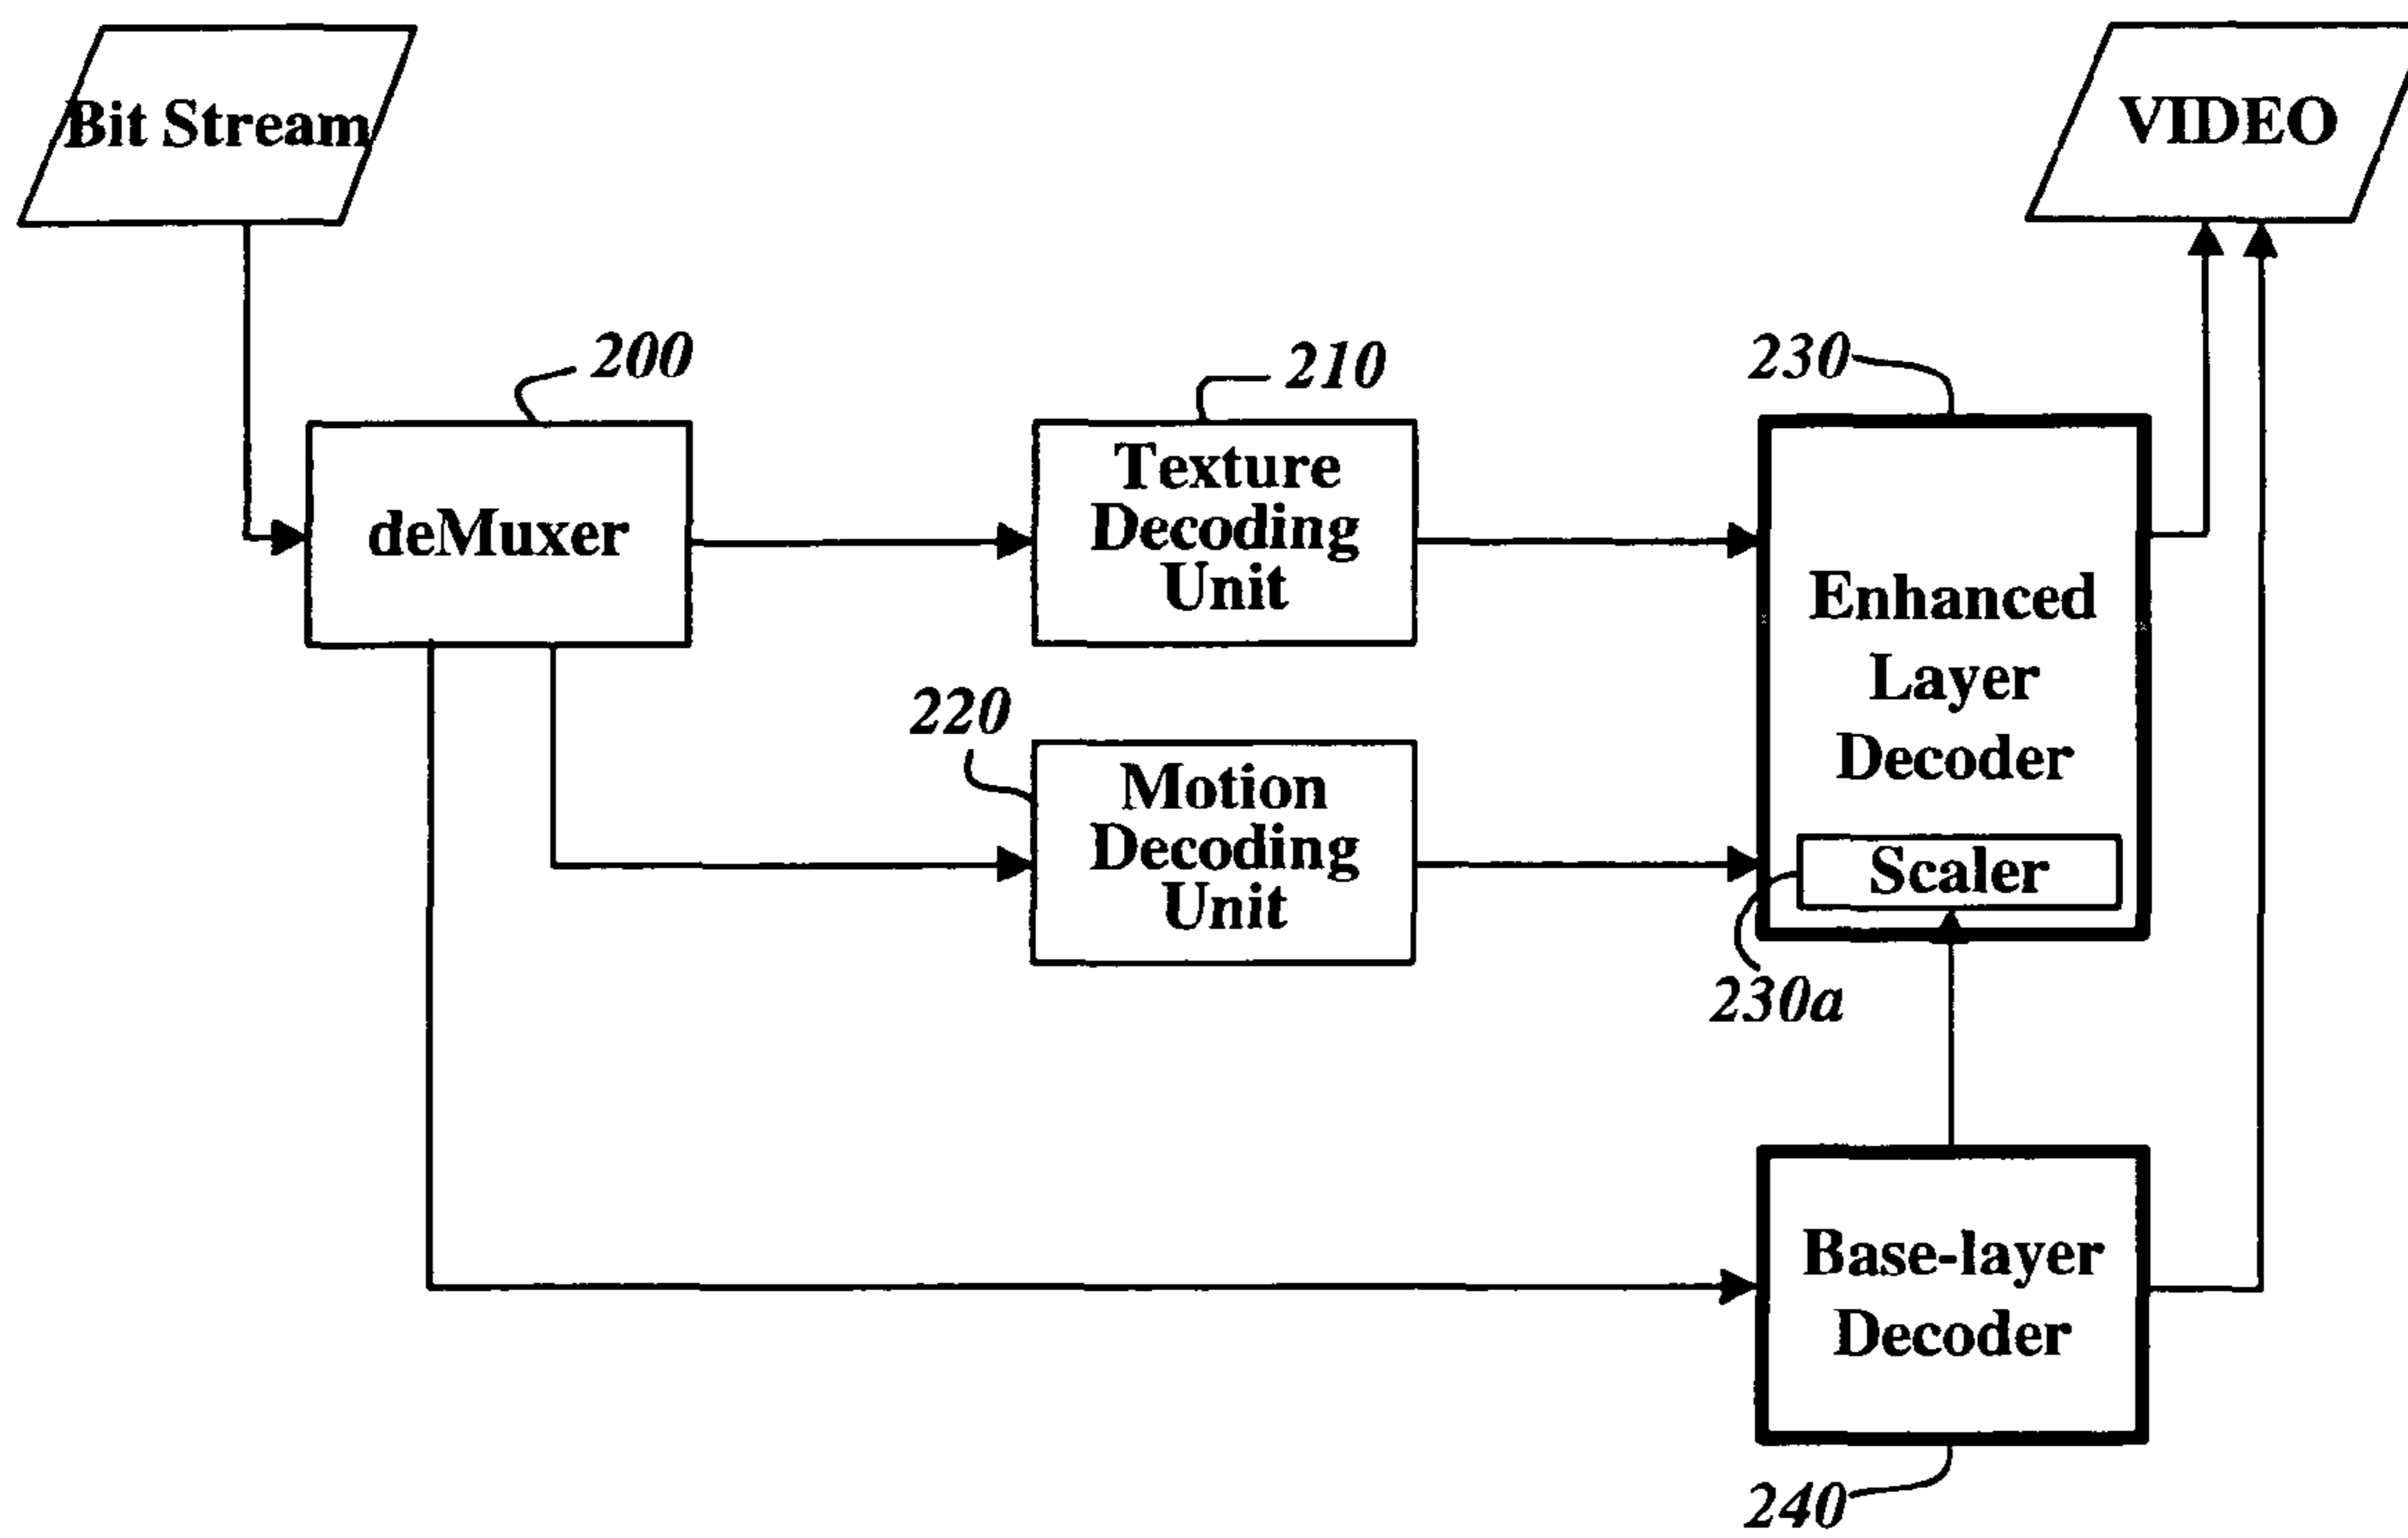 Bit Stream
VIDEO
200
210
230
deMuxer
Texture
Decoding
Unit
Enhanced
Layer
Decoder
220
Motion
Decoding
Unit
Scaler
230a
Base-layer
Decoder
240